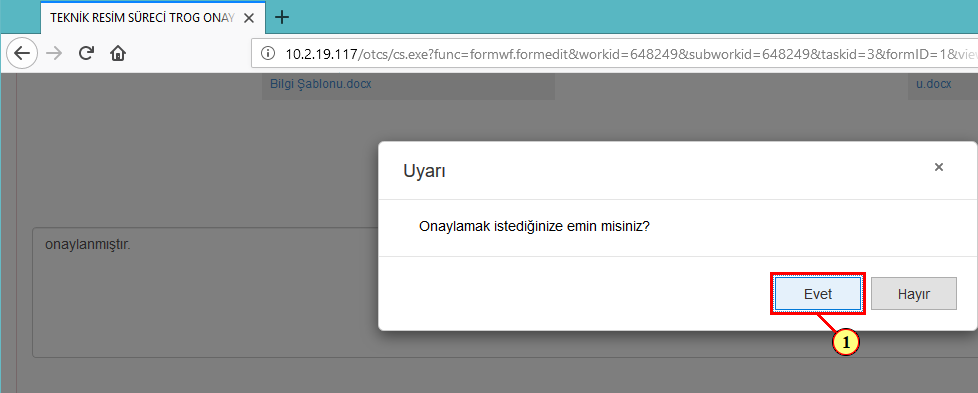 TEKNİK RESİM SÜRECİ TROG ONAY
10.2.19.117/otcs/cs.exe?func=formwf.formedit&workid=648249&subworkid=648249&taskid=3&formID=1&vie
Bilgi Şablonu.docx
u.docx
Uyarı
Onaylamak istediğinize emin misiniz?
onaylanmıştır.
Evet
Hayır
1